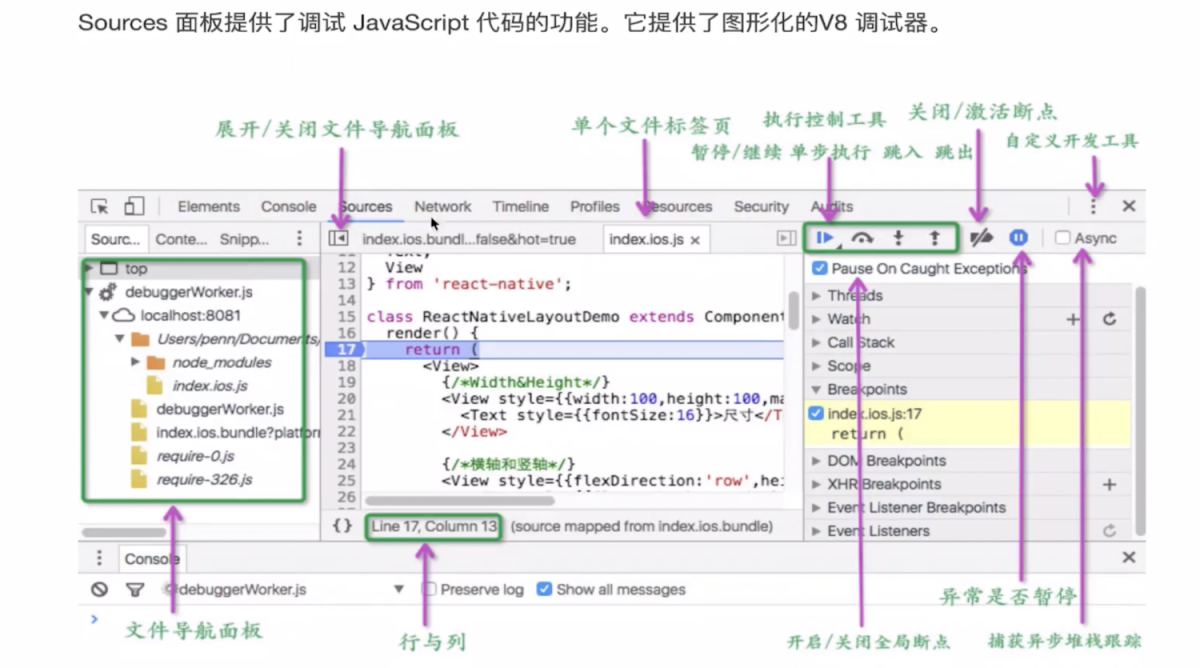 Sources 面板提供了调试 JavaScript 代码的功能。它提供了图形化的V8 调试器。
展开/关闭文件导航面板
单个文件标签页
执行控制工具
暂停/继续 单步执行 跳入 跳出
关闭/激活断点
自定义开发工具
Elements Console Sources Network Timeline Profiles Resources Security Audits
Sourc... Conte... Snipp...
index.ios.bundl...false&hot=true index.ios.js
Async
top
debuggerWorker.js
localhost:8081
Users/penn/Documents/
node_modules
index.ios.js
debuggerWorker.js
index.ios.bundle?platfor
require-0.js
require-326.js
11 Text,
12 View
13 } from 'react-native';
14
15 class ReactNativeLayoutDemo extends Component
16 render() {
17 return (
18 <View>
19 {/*Width&Height*/}
20 <View style={{width:100,height:100,ma
21 <Text style={{fontSize:16}}>尺寸</T
22 </View>
23
24 {/*横轴和竖轴*/}
25 <View style={{flexDirection:'row',hei
26
{} Line 17, Column 13 (source mapped from index.ios.bundle)
Pause On Caught Exceptions
Threads
Watch
Call Stack
Scope
Breakpoints
index.ios.js:17
return (
DOM Breakpoints
XHR Breakpoints
Event Listener Breakpoints
Event Listeners
Console
debuggerWorker.js Preserve log Show all messages
文件导航面板
行与列
异常是否暂停
开启/关闭全局断点
捕获异步堆栈跟踪